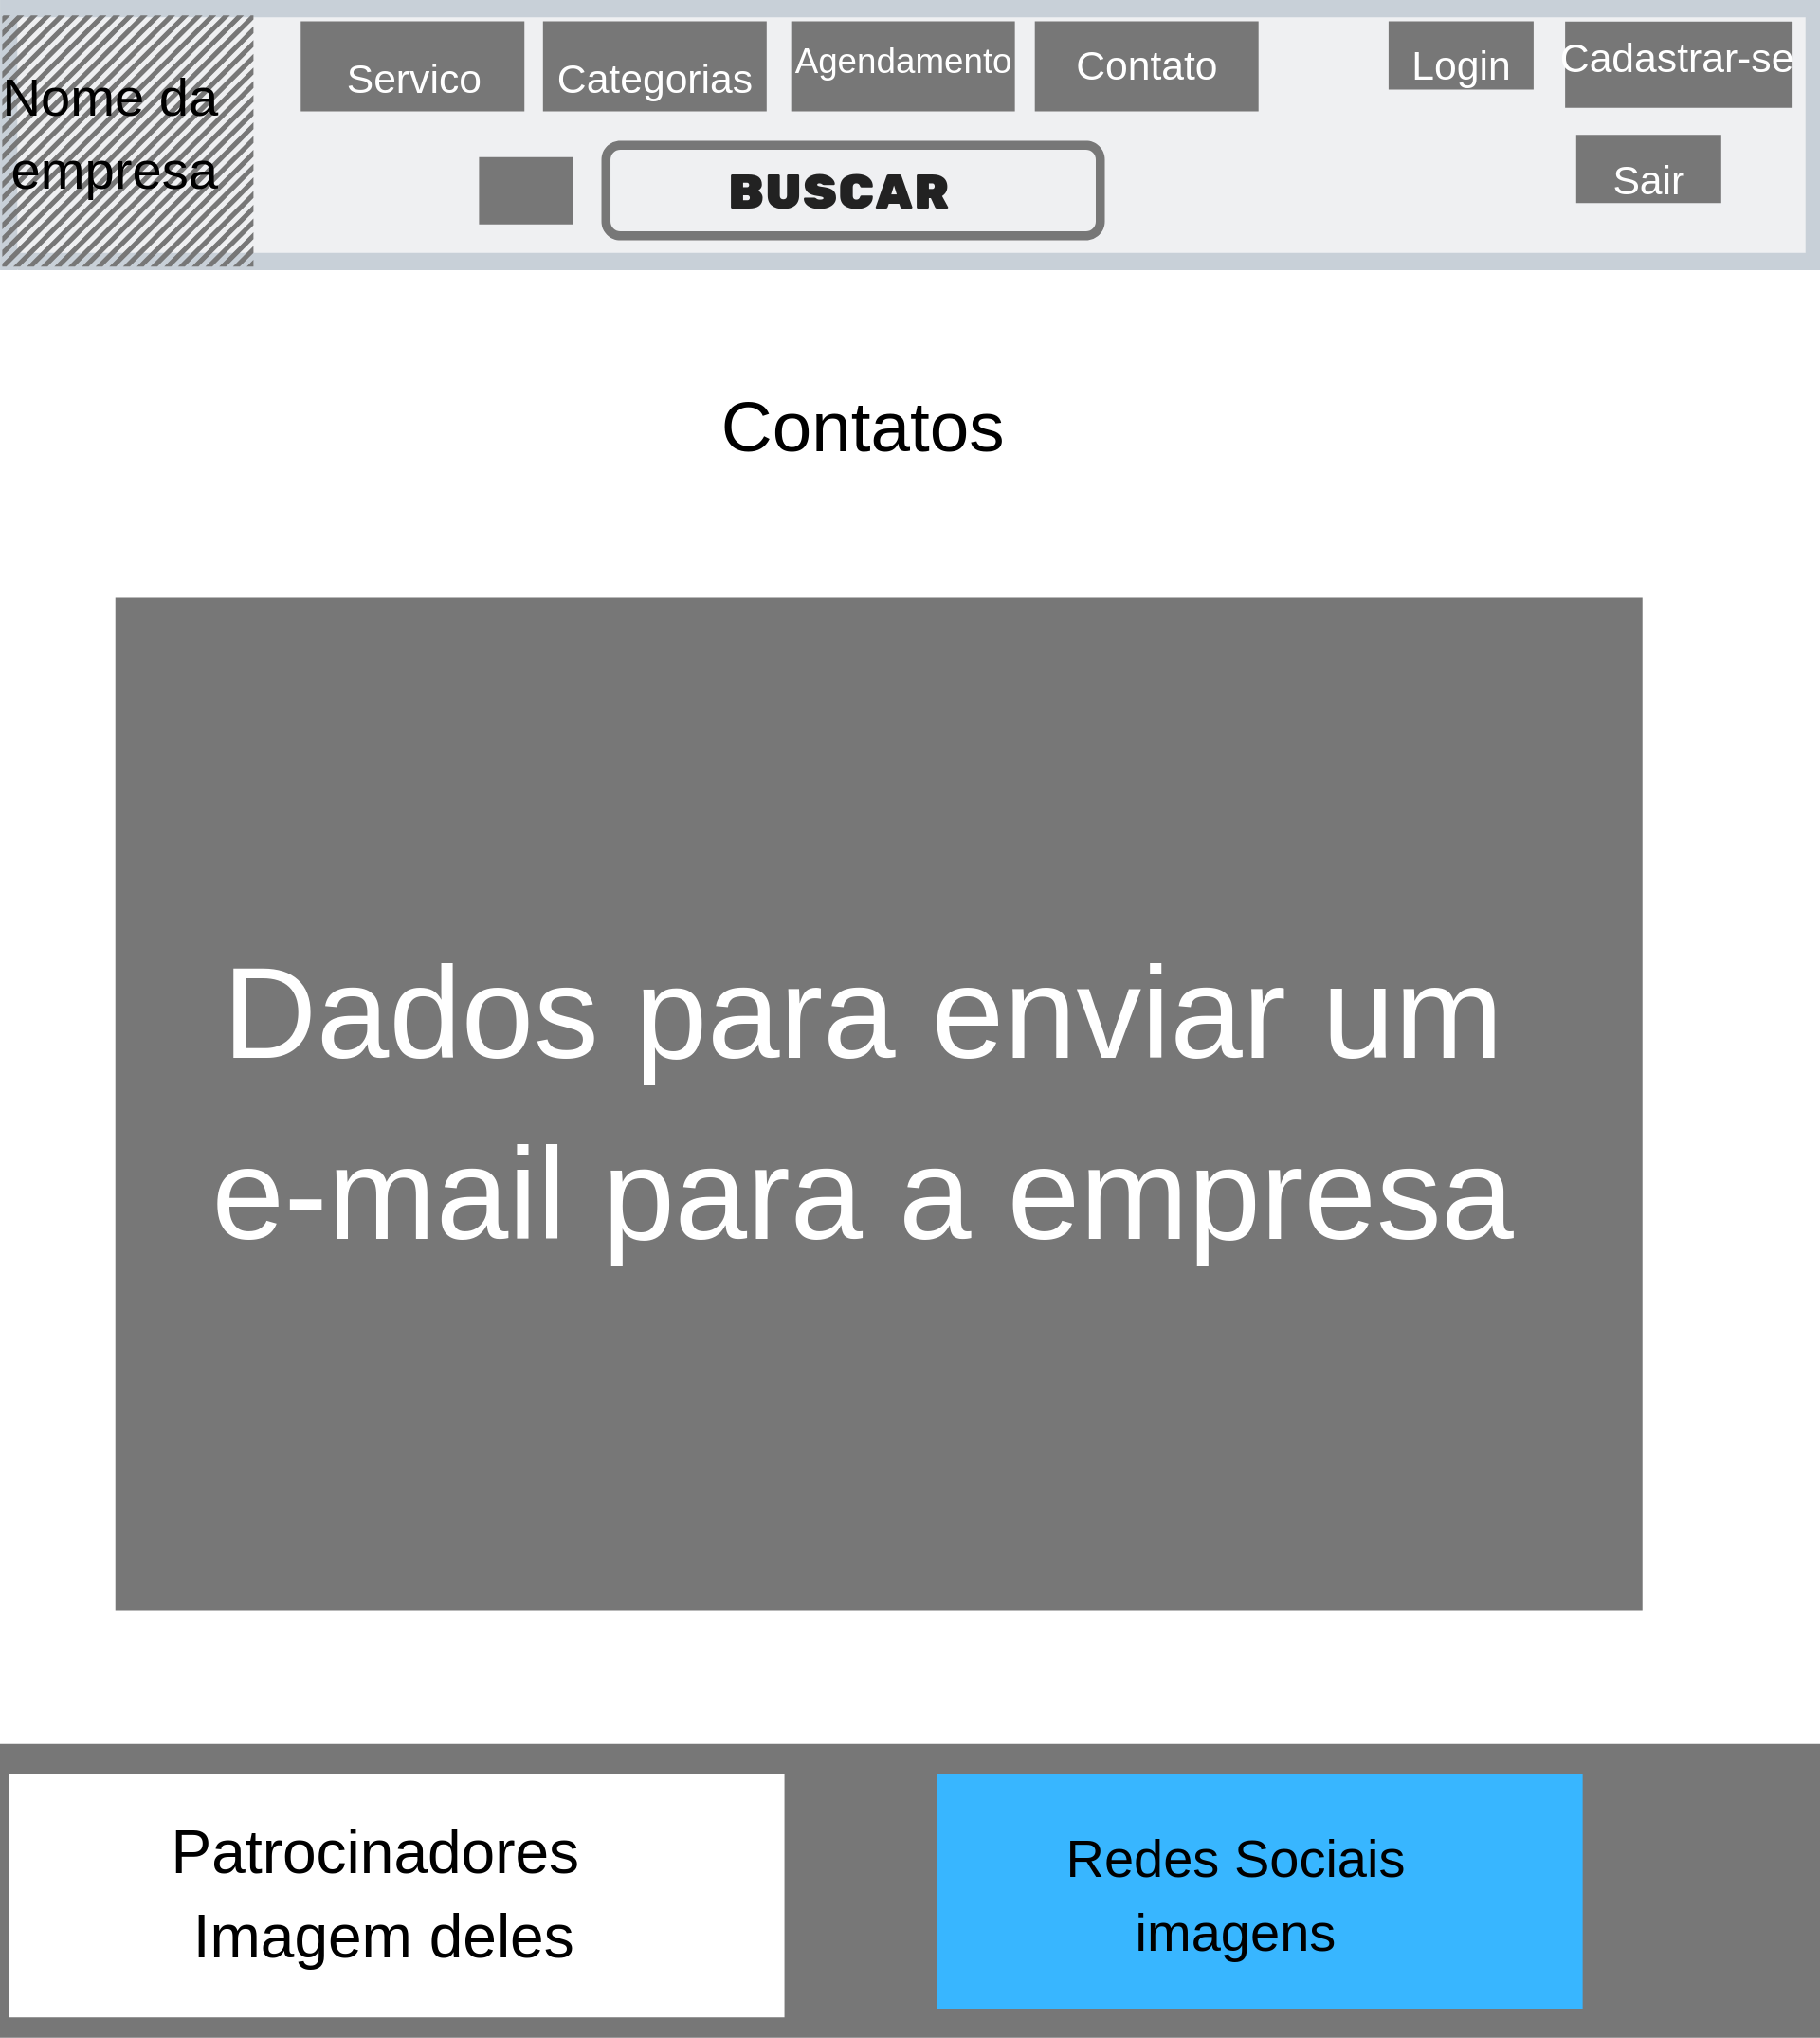 Nome da
empresa
Servico
Categorias
Agendamento
Contato
Login
Cadastrar-se
BUSCAR
Sair
Contatos
Dados para enviar um
e-mail para a empresa
Patrocinadores
Imagem deles
Redes Sociais
imagens